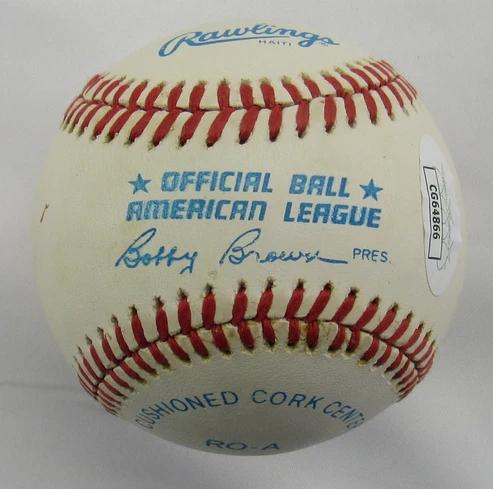 Rawlings
HAITI
★ OFFICIAL BALL ★
AMERICAN LEAGUE
Bobby Brown PRES.
CUSHIONED CORK CENTER
RO-A
CG64866